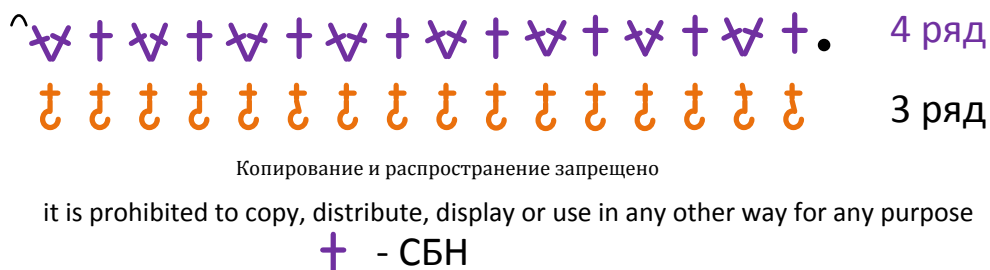 4 ряд
3 ряд
Копирование и распространение запрещено
it is prohibited to copy, distribute, display or use in any other way for any purpose
- СБН